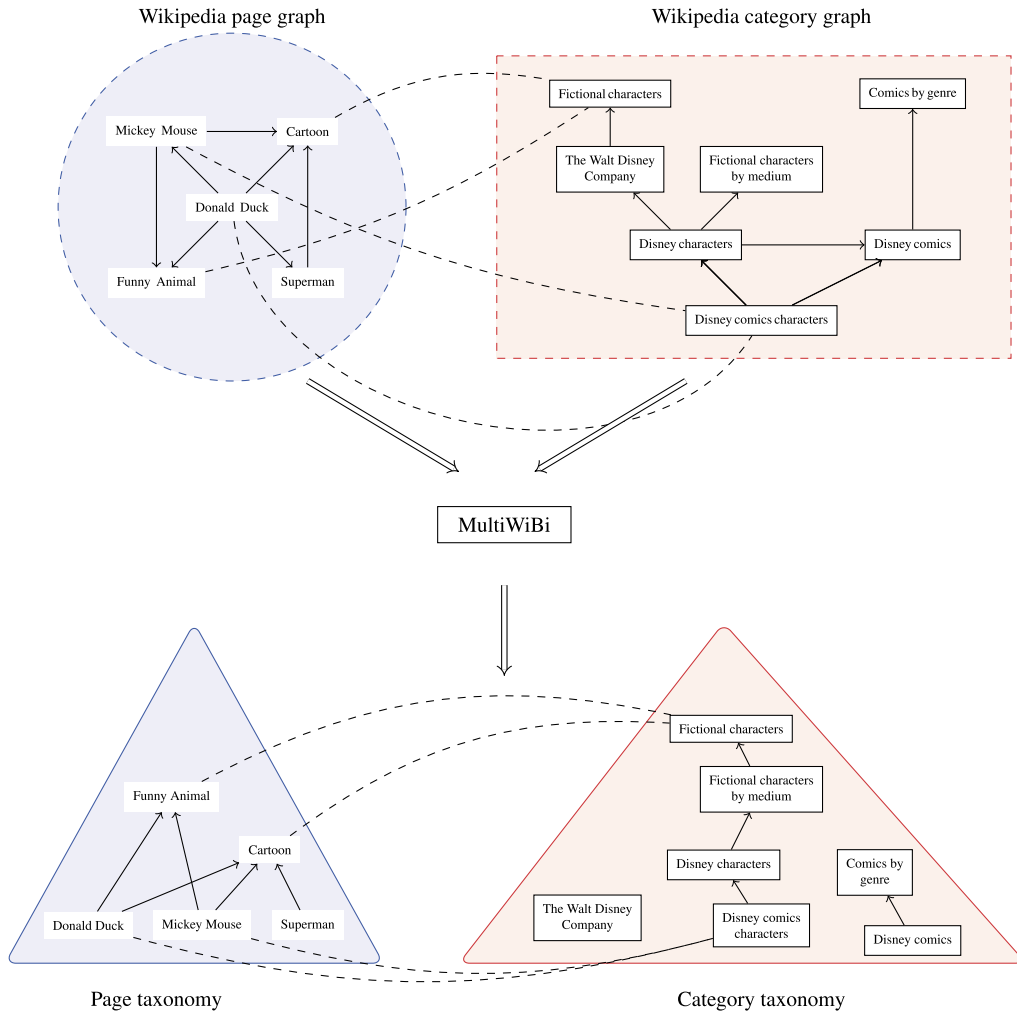 Wikipedia page graph
Wikipedia category graph
Fictional characters
Comics by genre
Mickey Mouse
Cartoon
The Walt Disney
Company
Fictional characters
by medium
Donald Duck
Disney characters
Disney comics
Funny Animal
Superman
Disney comics characters
MultiWiBi
Fictional characters
Funny Animal
Fictional characters
by medium
Cartoon
Disney characters
Comics by
genre
Donald Duck
Mickey Mouse
Superman
The Walt Disney
Company
Disney comics
characters
Disney comics
Page taxonomy
Category taxonomy